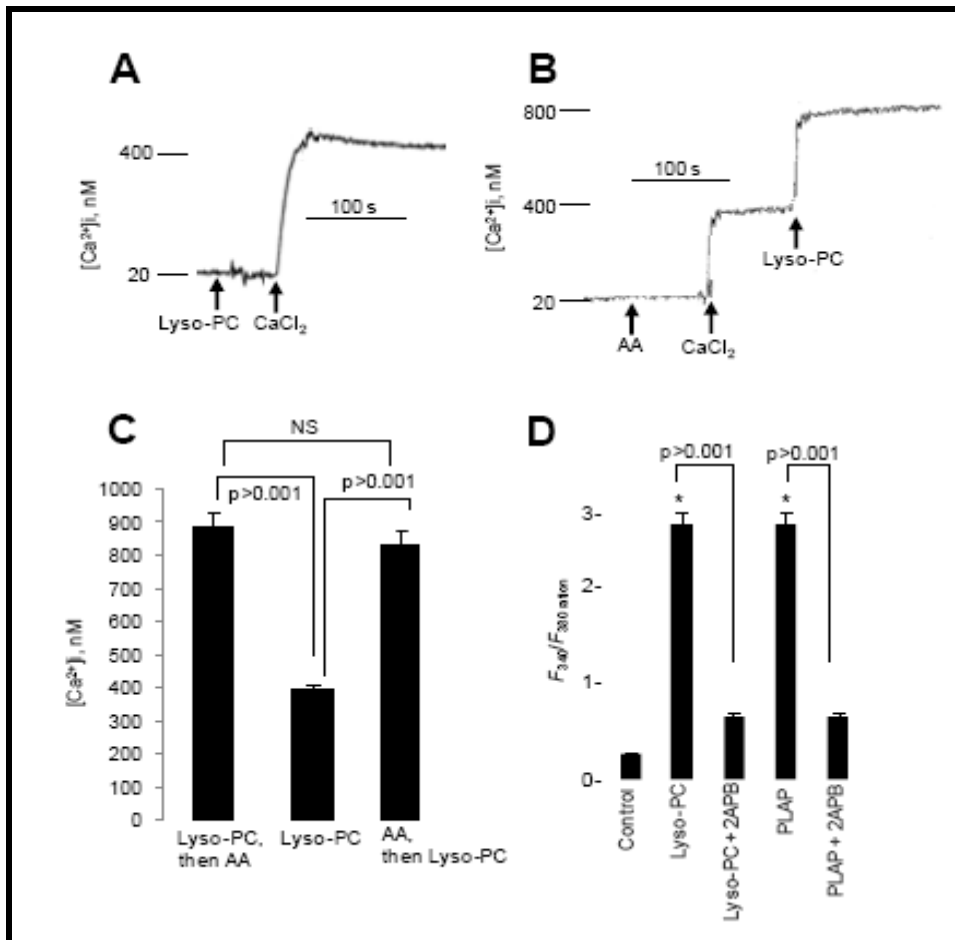 A
400
100 s
[Ca²⁺]i, nM
20
Lyso-PC
CaCl₂
B
800
100 s
400
[Ca²⁺]i, nM
Lyso-PC
20
AA
CaCl₂
C
NS
p>0.001
p>0.001
1000
900
800
700
600
500
400
300
200
100
0
[Ca²⁺]i, nM
Lyso-PC,
then AA
Lyso-PC
AA,
then Lyso-PC
D
p>0.001
p>0.001
*
*
3-
2-
1-
0-
F₃₄₀/F₃₈₀
Control
Lyso-PC
Lyso-PC + 2APB
PLAP
PLAP + 2APB